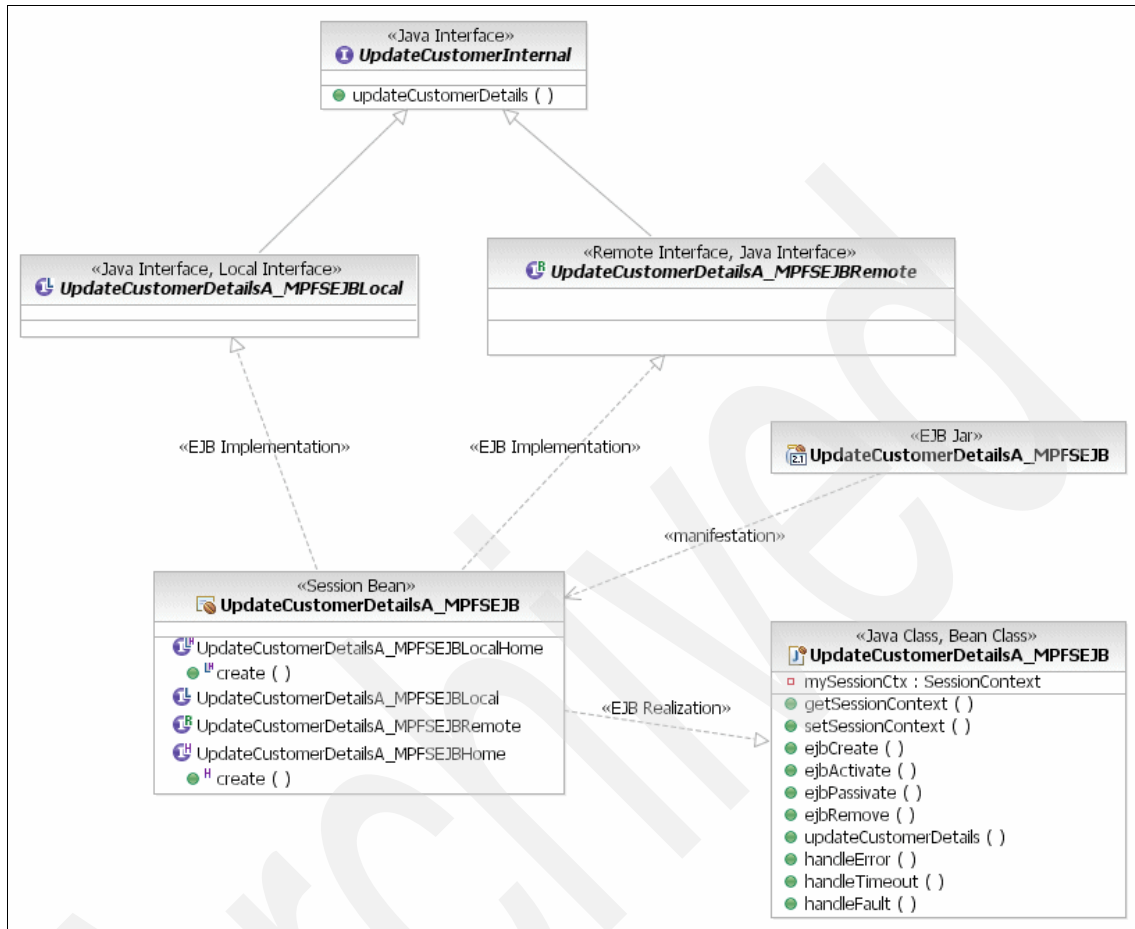 «Java Interface»
UpdateCustomerInternal
updateCustomerDetails ( )
«Java Interface, Local Interface»
UpdateCustomerDetailsA_MPFSEJBLocal
«Remote Interface, Java Interface»
UpdateCustomerDetailsA_MPFSEJBRemote
«EJB Implementation»
«EJB Implementation»
«EJB Jar»
UpdateCustomerDetailsA_MPFSEJB
«manifestation»
«Session Bean»
UpdateCustomerDetailsA_MPFSEJB
UpdateCustomerDetailsA_MPFSEJBLocalHome
create ( )
UpdateCustomerDetailsA_MPFSEJBLocal
UpdateCustomerDetailsA_MPFSEJBRemote
UpdateCustomerDetailsA_MPFSEJBHome
create ( )
«EJB Realization»
«Java Class, Bean Class»
UpdateCustomerDetailsA_MPFSEJB
mySessionCtx : SessionContext
getSessionContext ( )
setSessionContext ( )
ejbCreate ( )
ejbActivate ( )
ejbPassivate ( )
ejbRemove ( )
updateCustomerDetails ( )
handleError ( )
handleTimeout ( )
handleFault ( )
Archived